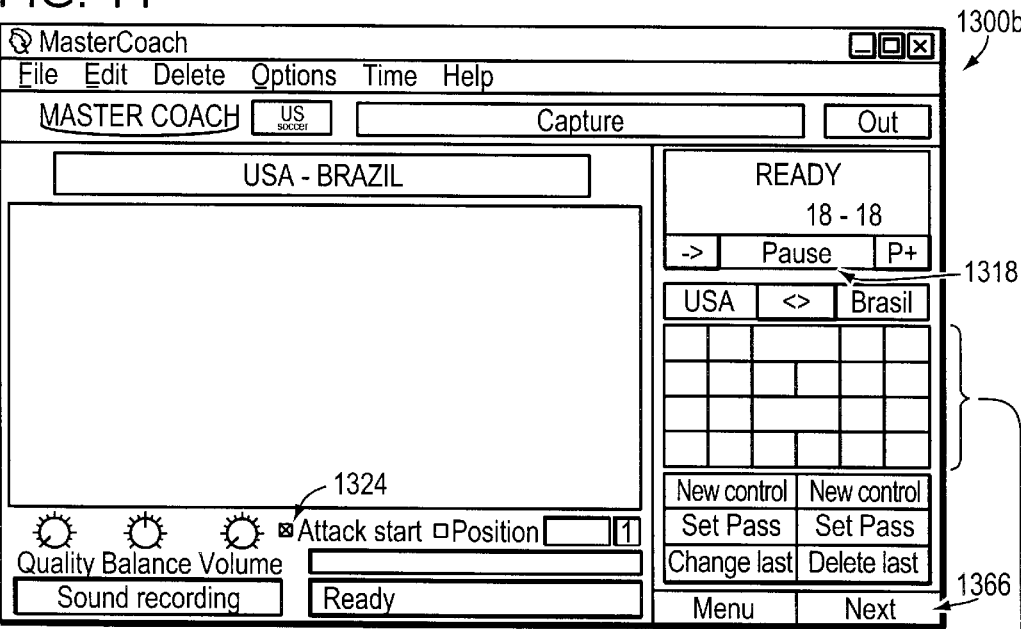 1300b
MasterCoach
File Edit Delete Options Time Help
MASTER COACH US soccer Capture Out
USA - BRAZIL
READY
18 - 18
-> Pause P+
1318
USA <> Brasil
1324
Attack start Position 1
Quality Balance Volume
Sound recording Ready
New control New control
Set Pass Set Pass
Change last Delete last
Menu Next
1366